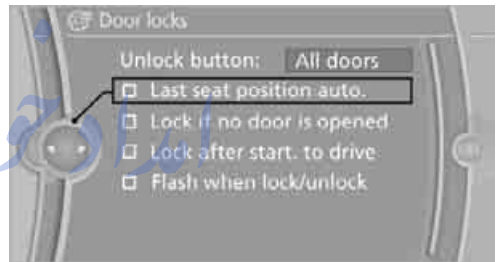 Door locks
Unlock button: All doors
Last seat position auto.
Lock if no door is opened
Lock after start. to drive
Flash when lock/unlock